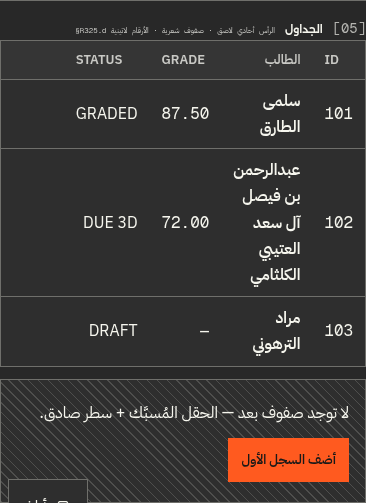 [05] الجداول الرأس أحادي لاصق · صفوف شعرية · الأرقام لاتينية §R325.d
ID الطالب GRADE STATUS
101 سلمى الطارق 87.50 GRADED
102 عبدالرحمن بن فيصل آل سعد العتيبي الكلثامي 72.00 DUE 3D
103 مراد الترهوني — DRAFT
لا توجد صفوف بعد — الحقل المُسبَّك + سطر صادق.
أضف السجل الأول